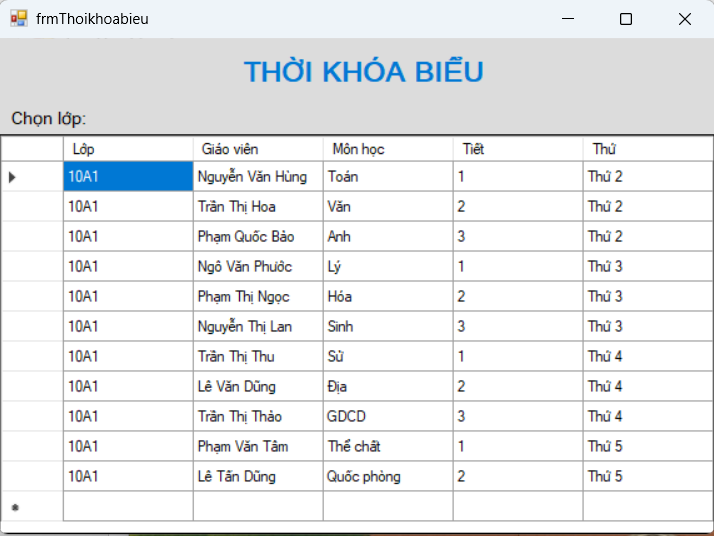 frmThoikhoabieu
THỜI KHÓA BIỂU
Chọn lớp:
Lớp Giáo viên Môn học Tiết Thứ
10A1 Nguyễn Văn Hùng Toán 1 Thứ 2
10A1 Trần Thị Hoa Văn 2 Thứ 2
10A1 Phạm Quốc Bảo Anh 3 Thứ 2
10A1 Ngô Văn Phước Lý 1 Thứ 3
10A1 Phạm Thị Ngọc Hóa 2 Thứ 3
10A1 Nguyễn Thị Lan Sinh 3 Thứ 3
10A1 Trần Thị Thu Sử 1 Thứ 4
10A1 Lê Văn Dũng Địa 2 Thứ 4
10A1 Trần Thị Thảo GDCD 3 Thứ 4
10A1 Phạm Văn Tâm Thể chất 1 Thứ 5
10A1 Lê Tấn Dũng Quốc phòng 2 Thứ 5